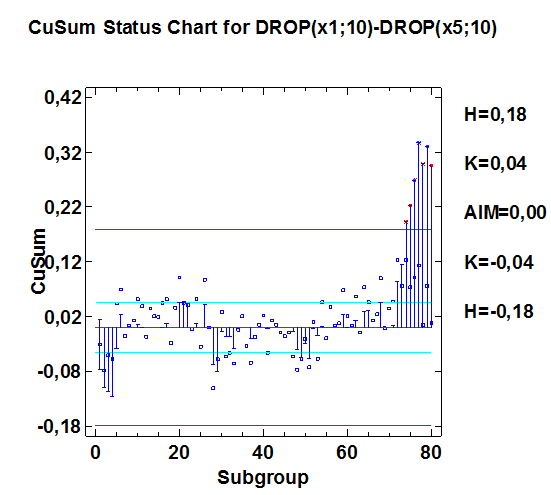 CuSum Status Chart for DROP(x1;10)-DROP(x5;10)
0,42
0,32
0,22
0,12
0,02
-0,08
-0,18
CuSum
0 20 40 60 80
Subgroup
H=0,18
K=0,04
AIM=0,00
K=-0,04
H=-0,18